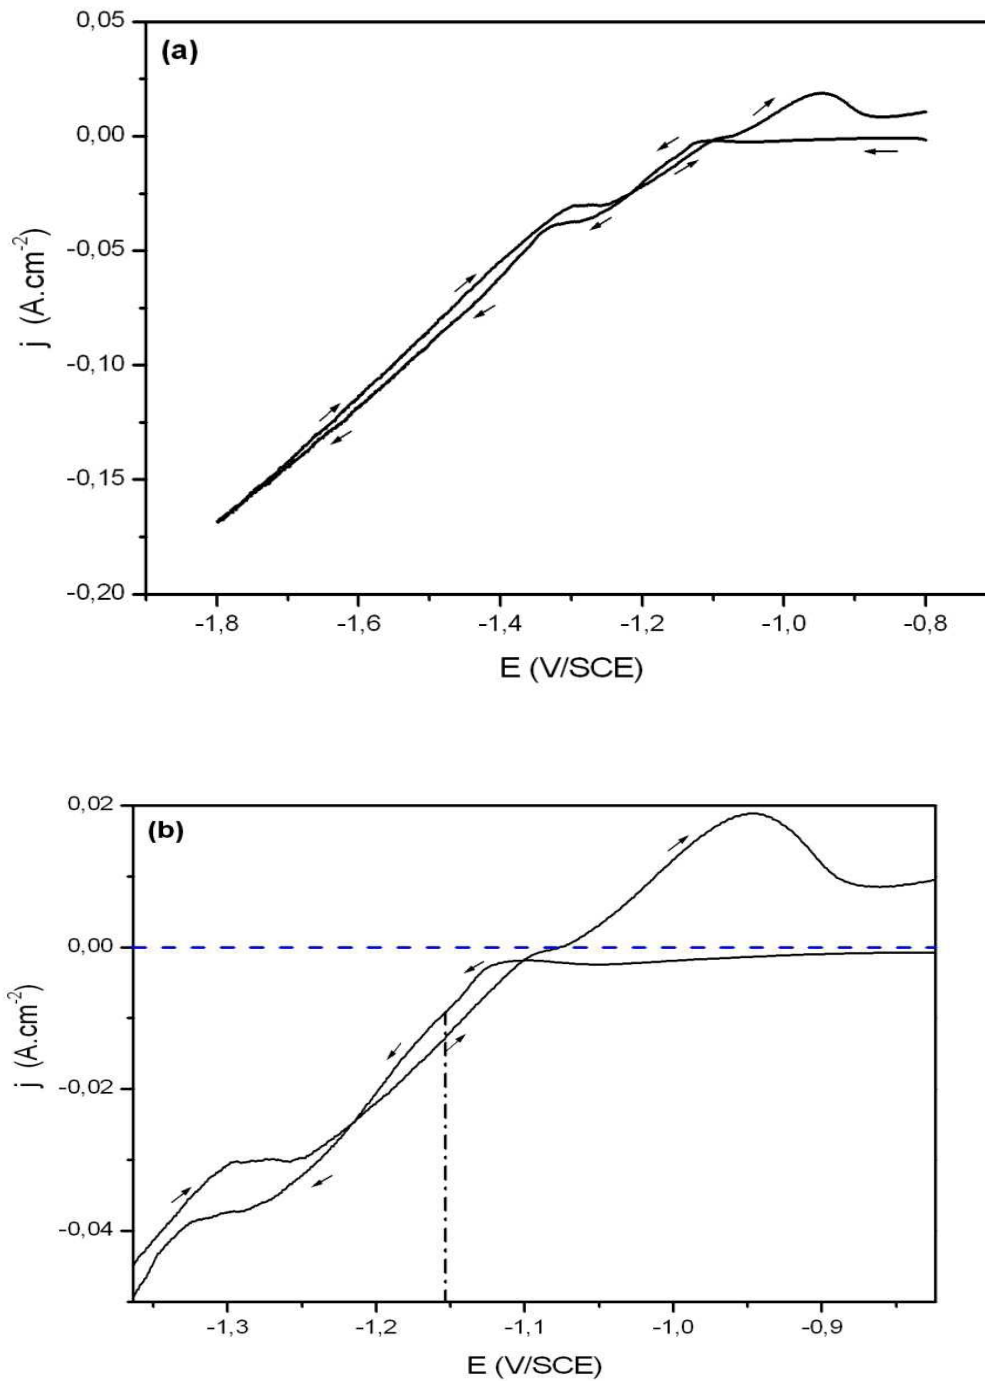 (a)
0,05
0,00
-0,05
-0,10
-0,15
-0,20
j (A.cm-2)
-1,8 -1,6 -1,4 -1,2 -1,0 -0,8
E (V/SCE)
(b)
0,02
0,00
-0,02
-0,04
j (A.cm-2)
-1,3 -1,2 -1,1 -1,0 -0,9
E (V/SCE)